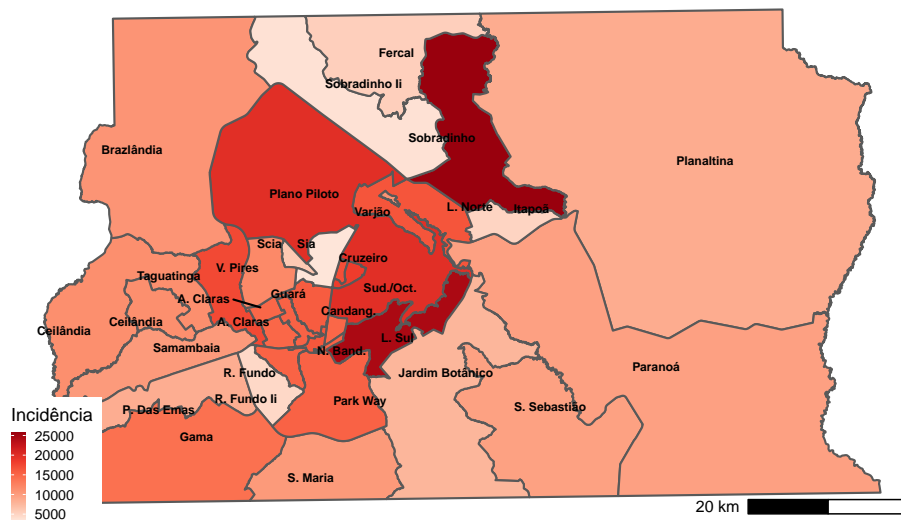 Fercal
Sobradinho Ii
Sobradinho
Brazlândia
Planaltina
Plano Piloto
Varjão
L. Norte
Itapoã
Scia
Sia
Cruzeiro
Taguatinga
V. Pires
A. Claras
Guará
Sud./Oct.
Ceilândia
Ceilândia
A. Claras
Candang.
L. Sul
Samambaia
N. Band.
R. Fundo
Jardim Botânico
Paranoá
P. Das Emas
R. Fundo Ii
Park Way
S. Sebastião
Gama
S. Maria
Incidência
25000
20000
15000
10000
5000
20 km